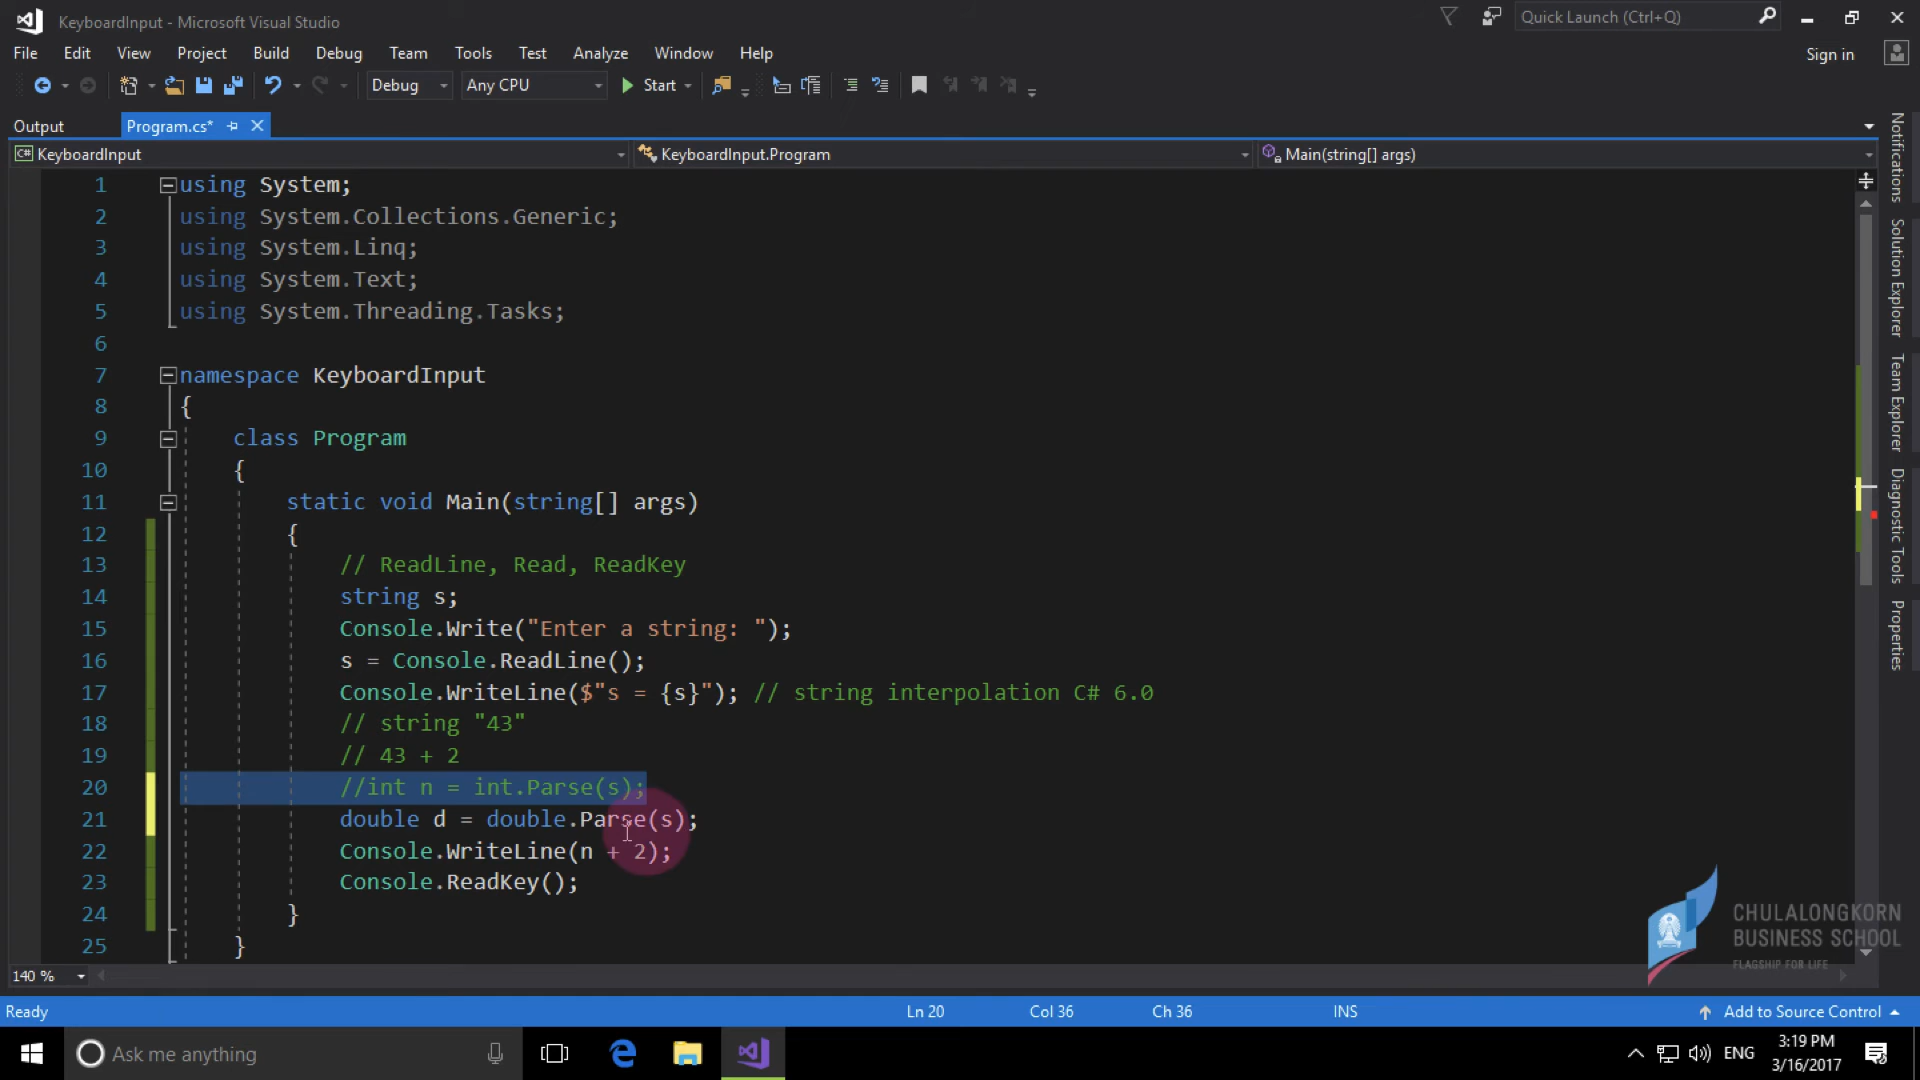 KeyboardInput - Microsoft Visual Studio
Quick Launch (Ctrl+Q)
File Edit View Project Build Debug Team Tools Test Analyze Window Help
Sign in
Debug Any CPU Start
Output Program.cs*
C# KeyboardInput KeyboardInput.Program Main(string[] args)
1 using System;
2 using System.Collections.Generic;
3 using System.Linq;
4 using System.Text;
5 using System.Threading.Tasks;
6
7 namespace KeyboardInput
8 {
9 class Program
10 {
11 static void Main(string[] args)
12 {
13 // ReadLine, Read, ReadKey
14 string s;
15 Console.Write("Enter a string: ");
16 s = Console.ReadLine();
17 Console.WriteLine($"s = {s}"); // string interpolation C# 6.0
18 // string "43"
19 // 43 + 2
20 //int n = int.Parse(s);
21 double d = double.Parse(s);
22 Console.WriteLine(n + 2);
23 Console.ReadKey();
24 }
25 }
Notifications
Solution Explorer
Team Explorer
Diagnostic Tools
Properties
CHULALONGKORN
BUSINESS SCHOOL
FLAGSHIP FOR LIFE
140 %
Ready Ln 20 Col 36 Ch 36 INS Add to Source Control
Ask me anything
ENG
3:19 PM
3/16/2017